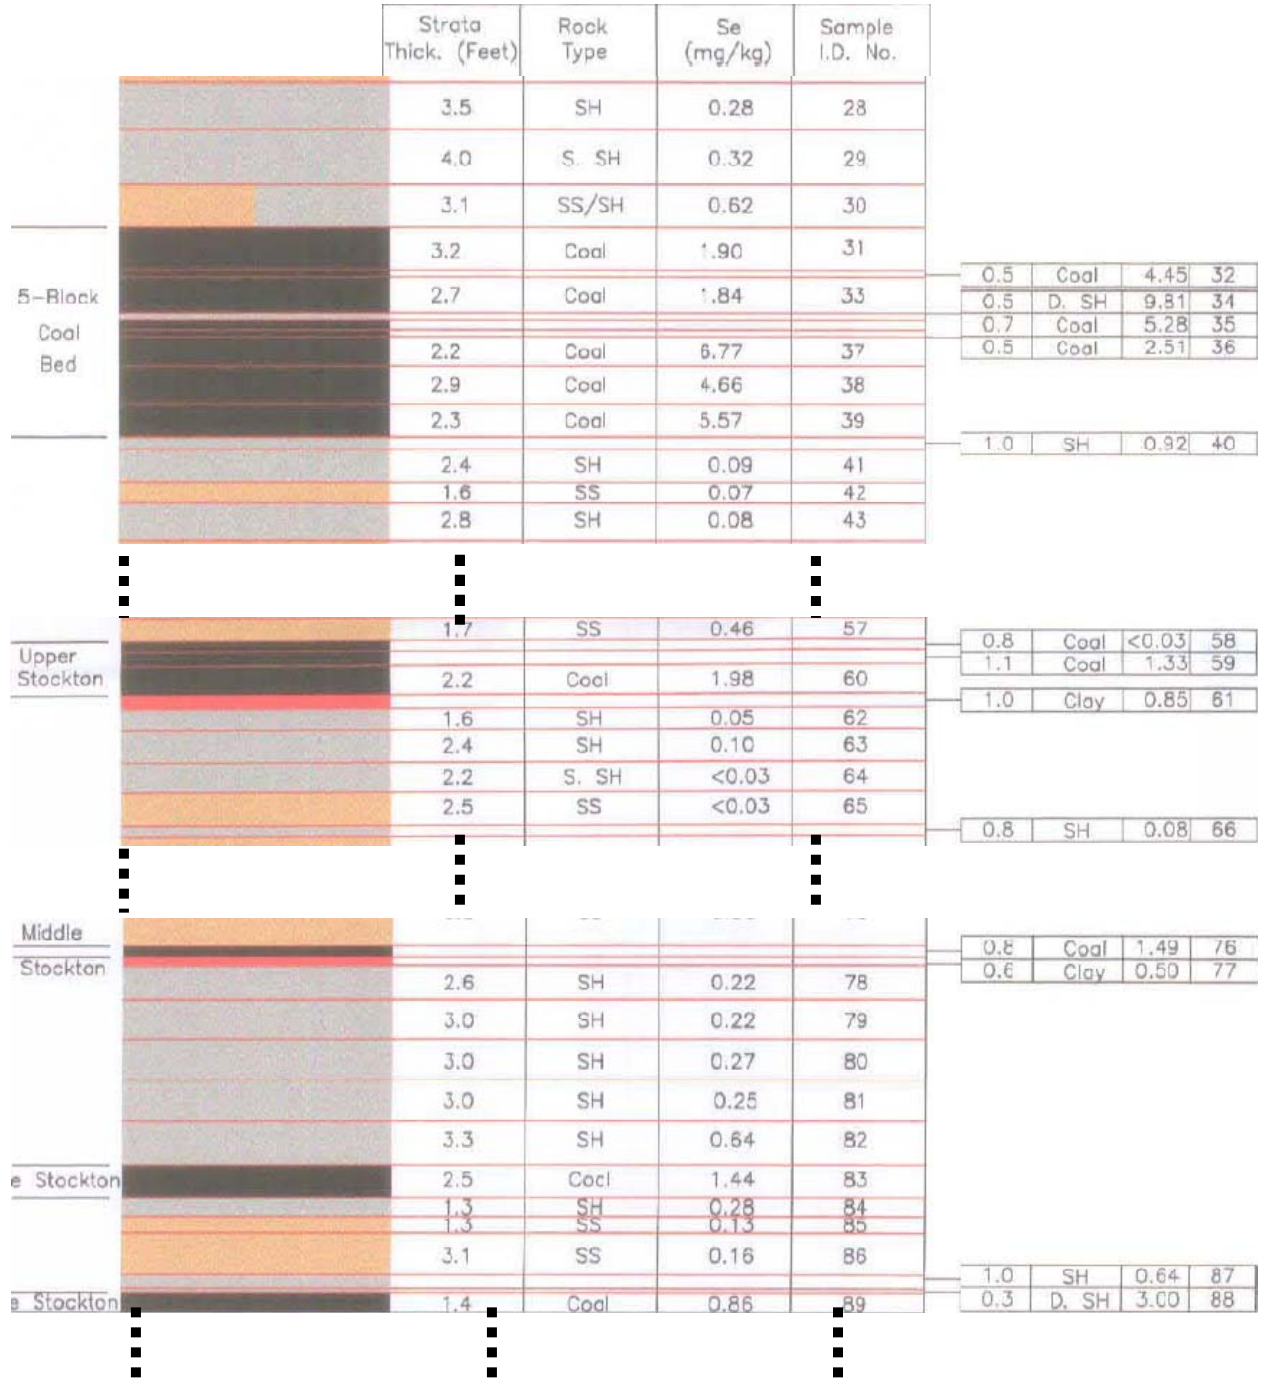 Strata Thick. (Feet) Rock Type Se (mg/kg) Sample I.D. No.
3.5 SH 0.28 28
4.0 S. SH 0.32 29
3.1 SS/SH 0.62 30
5-Block Coal Bed
3.2 Coal 1.90 31
0.5 Coal 4.45 32
2.7 Coal 1.84 33
0.5 D. SH 9.81 34
0.7 Coal 5.28 35
0.5 Coal 2.51 36
2.2 Coal 6.77 37
2.9 Coal 4.66 38
2.3 Coal 5.57 39
1.0 SH 0.92 40
2.4 SH 0.09 41
1.6 SS 0.07 42
2.8 SH 0.08 43
1.7 SS 0.46 57
Upper Stockton
0.8 Coal <0.03 58
1.1 Coal 1.33 59
2.2 Coal 1.98 60
1.0 Clay 0.85 61
1.6 SH 0.05 62
2.4 SH 0.10 63
2.2 S. SH <0.03 64
2.5 SS <0.03 65
0.8 SH 0.08 66
Middle
Stockton
0.8 Coal 1.49 76
0.6 Clay 0.50 77
2.6 SH 0.22 78
3.0 SH 0.22 79
3.0 SH 0.27 80
3.0 SH 0.25 81
3.3 SH 0.64 82
e Stockton 2.5 Coal 1.44 83
1.3 SH 0.28 84
1.3 SS 0.13 85
3.1 SS 0.16 86
1.0 SH 0.64 87
0.3 D. SH 3.00 88
e Stockton 1.4 Coal 0.86 89